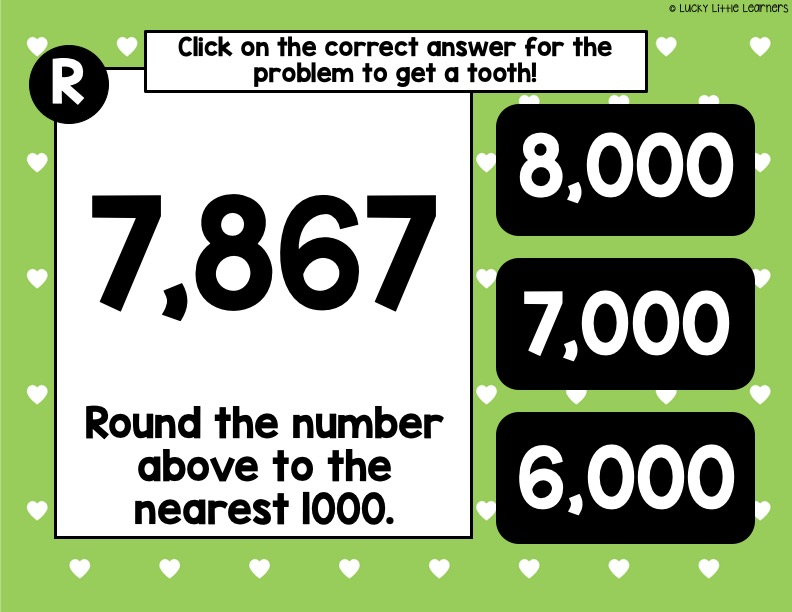 © Lucky Little Learners
Click on the correct answer for the
problem to get a tooth!
R
7,867
Round the number
above to the
nearest 1000.
8,000
7,000
6,000